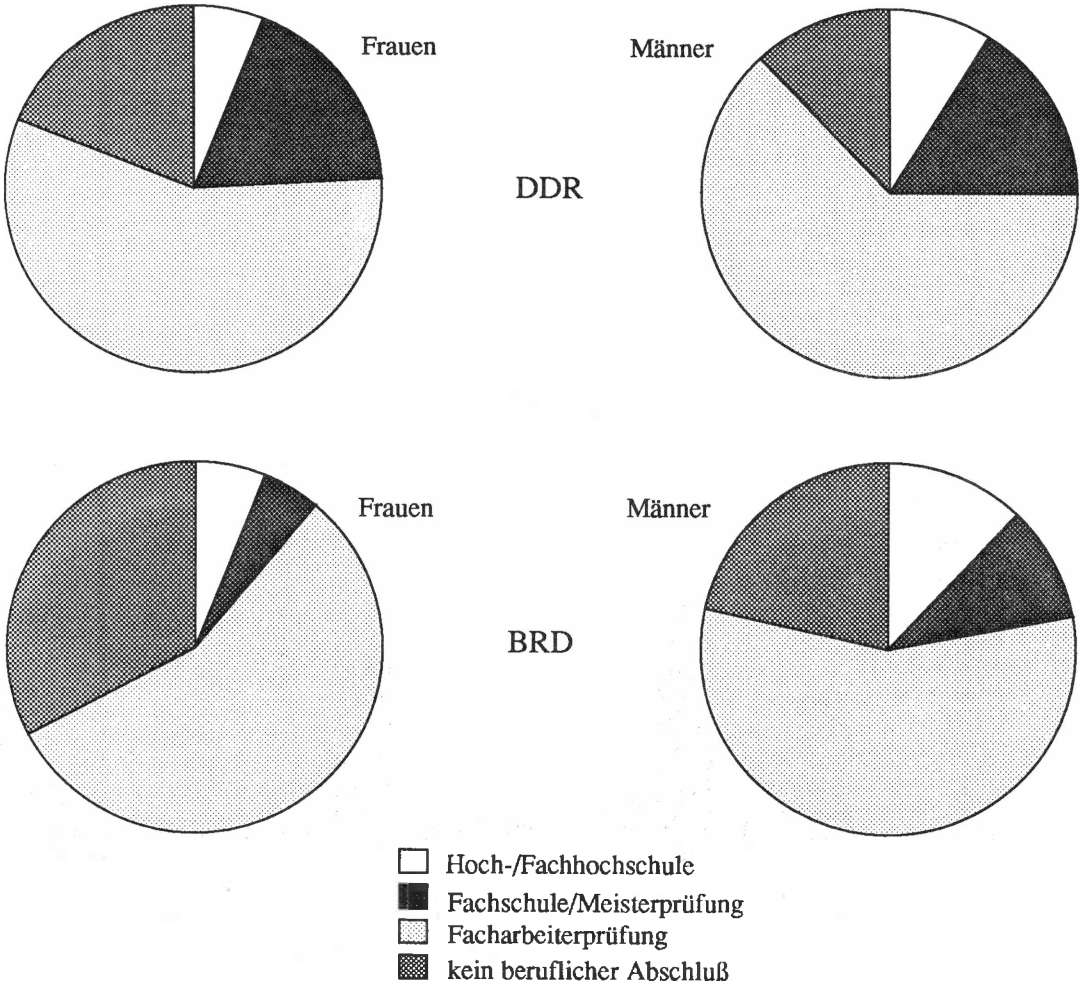 Frauen
Männer
DDR
Frauen
Männer
BRD
Hoch-/Fachhochschule
Fachschule/Meisterprüfung
Facharbeiterprüfung
kein beruflicher Abschluß